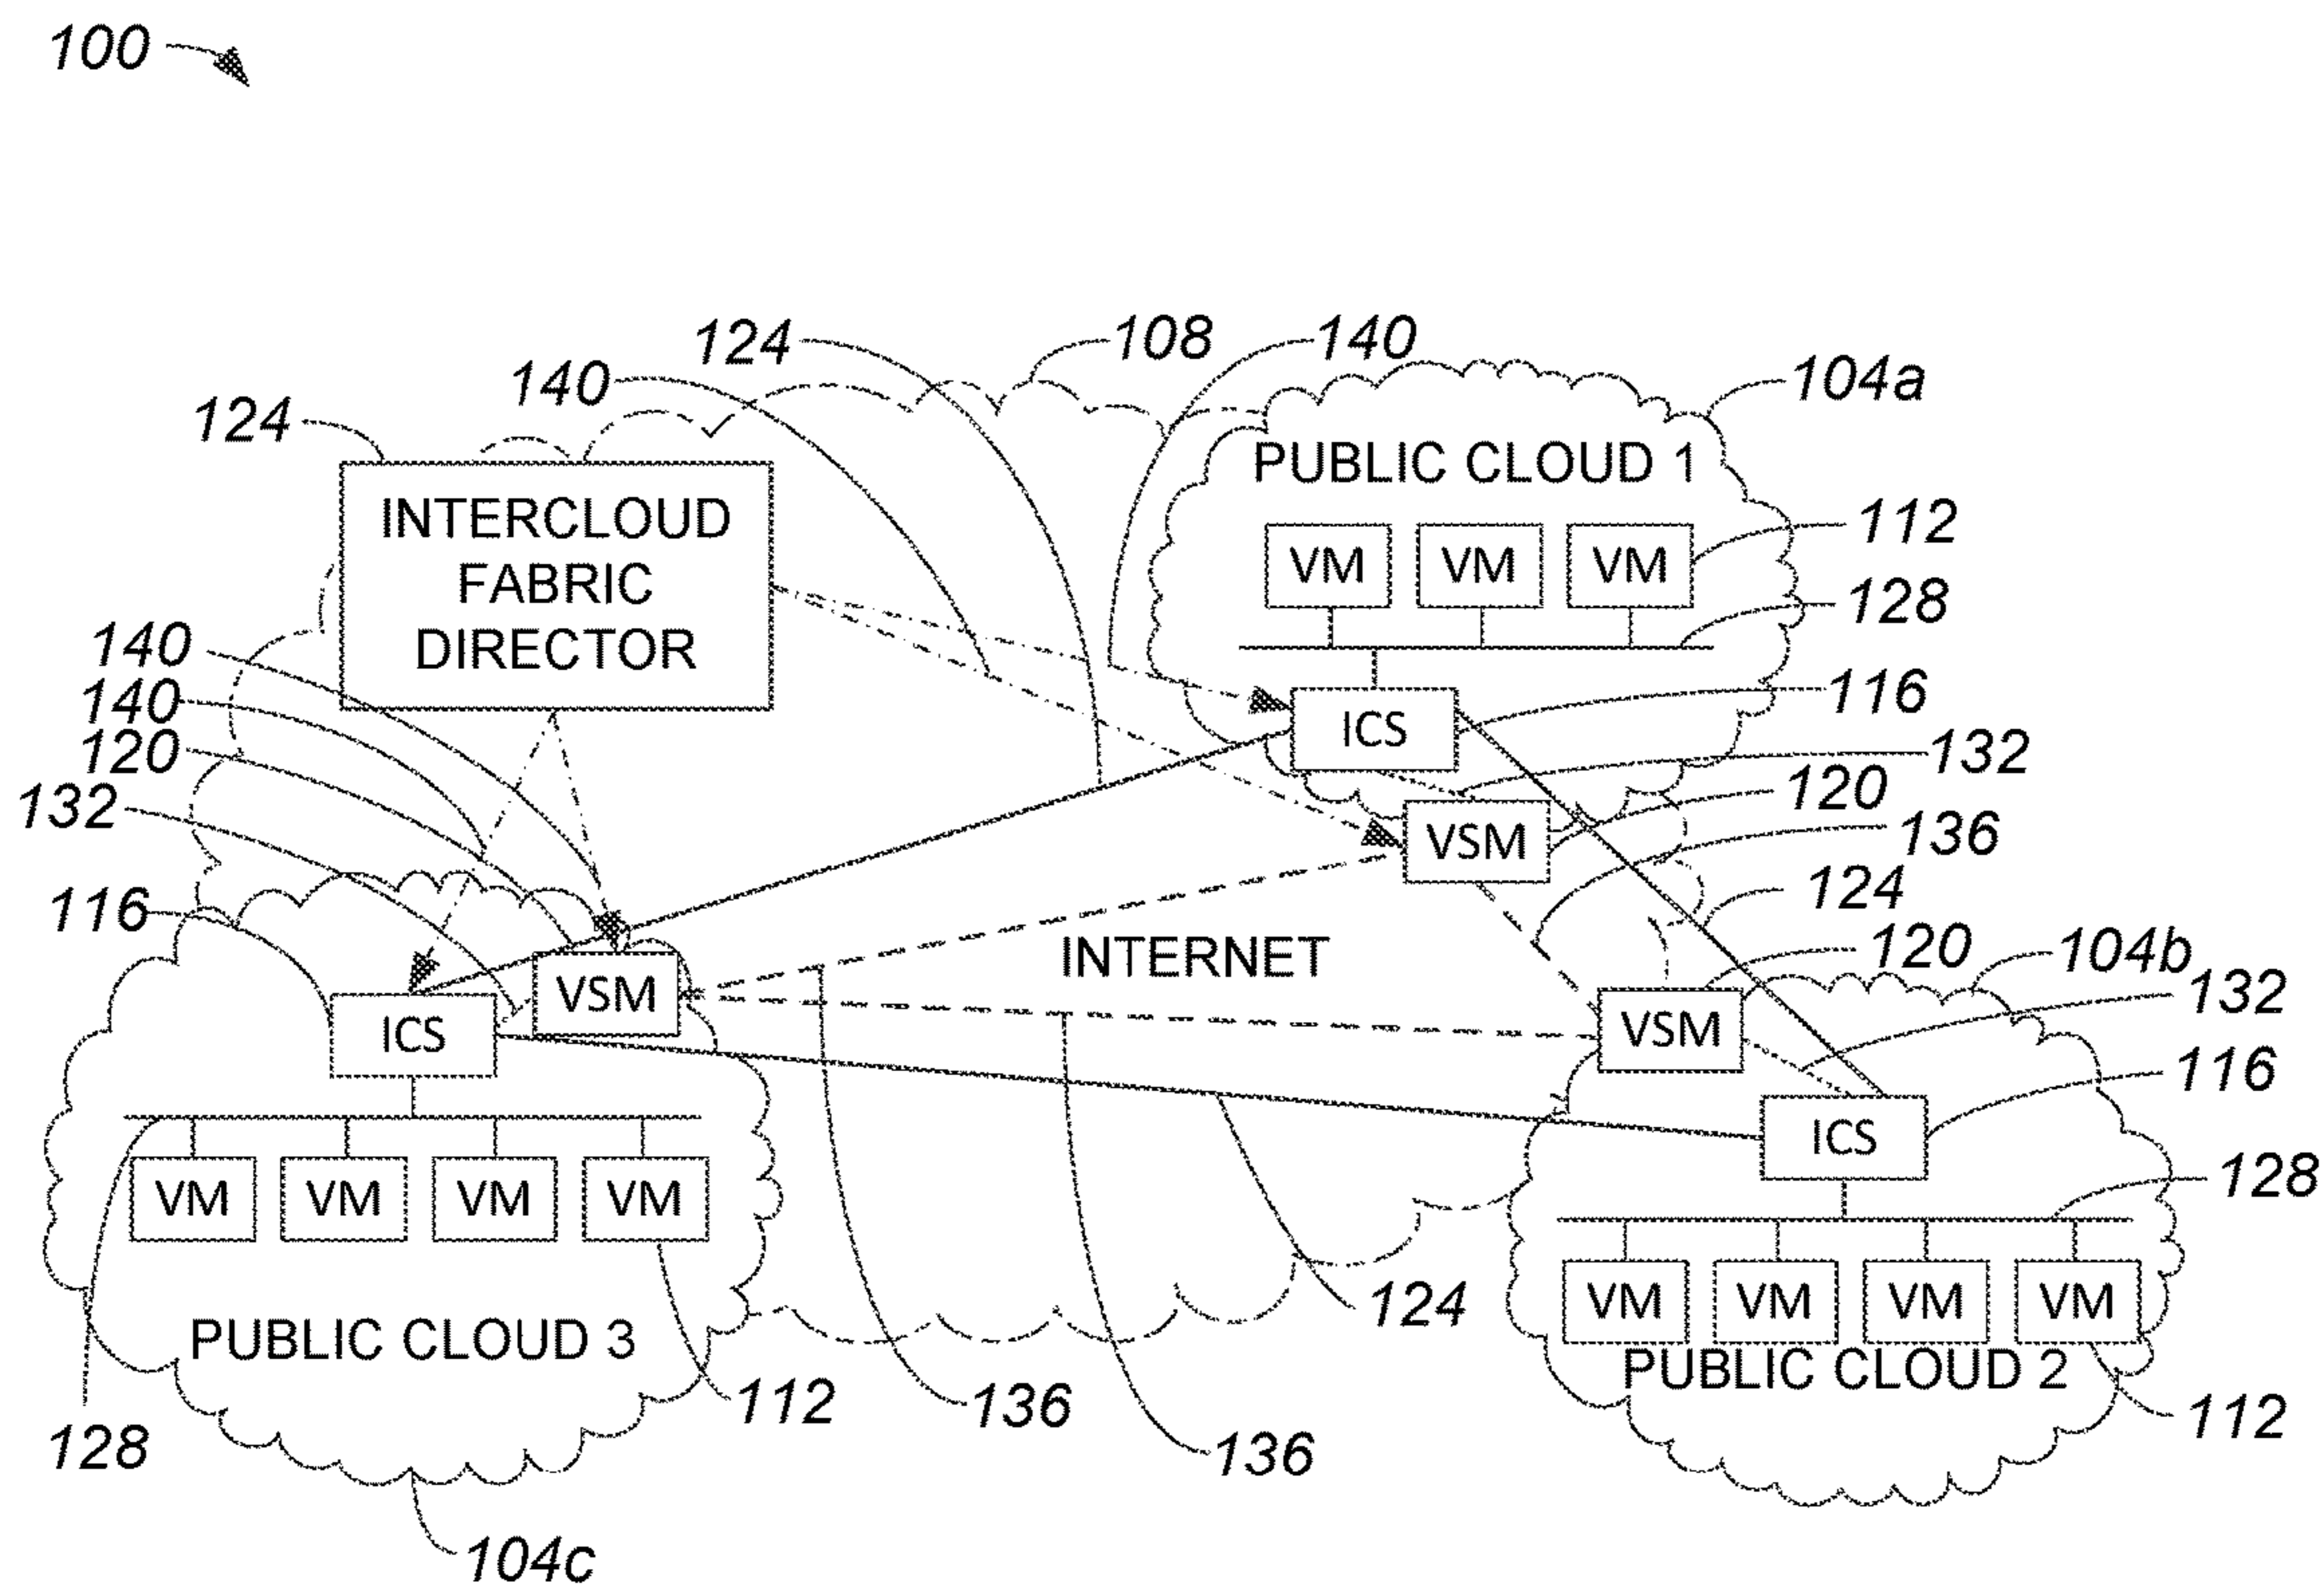 100
124
108
140
140
104a
124
PUBLIC CLOUD 1
INTERCLOUD
FABRIC
DIRECTOR
VM VM VM
112
128
140
140
120
132
116
ICS
116
132
120
VSM
136
124
INTERNET
120
104b
132
VSM
ICS
VSM
116
ICS
128
VM VM VM VM
VM VM VM VM
124
PUBLIC CLOUD 3
PUBLIC CLOUD 2
112
136
112
128
136
104c